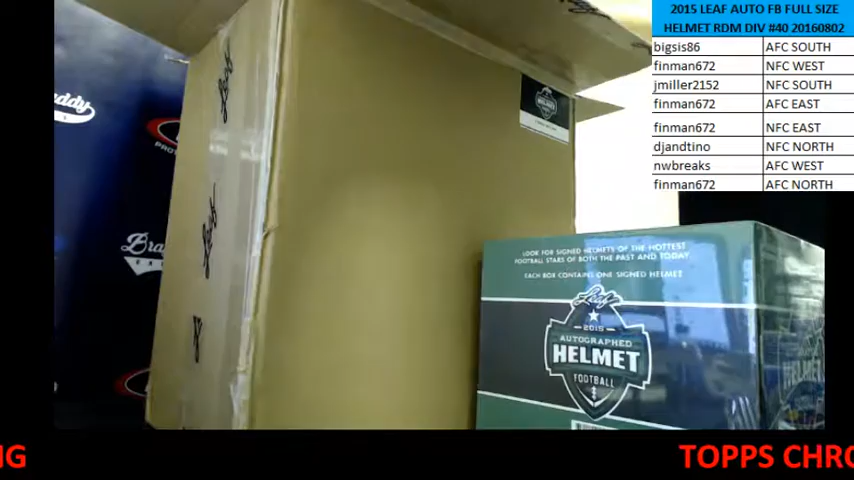 2015 LEAF AUTO FB FULL SIZE
HELMET RDM DIV #40 20160802
bigsis86 AFC SOUTH
finman672 NFC WEST
jmiller2152 NFC SOUTH
finman672 AFC EAST
finman672 NFC EAST
djandtino NFC NORTH
nwbreaks AFC WEST
finman672 AFC NORTH
LOOK FOR SIGNED HELMETS OF THE HOTTEST
FOOTBALL STARS OF BOTH THE PAST AND TODAY
EACH BOX CONTAINS ONE SIGNED HELMET
Leaf
2015
AUTOGRAPHED
HELMET
FOOTBALL
Leaf
Leaf
NG
TOPPS CHRO